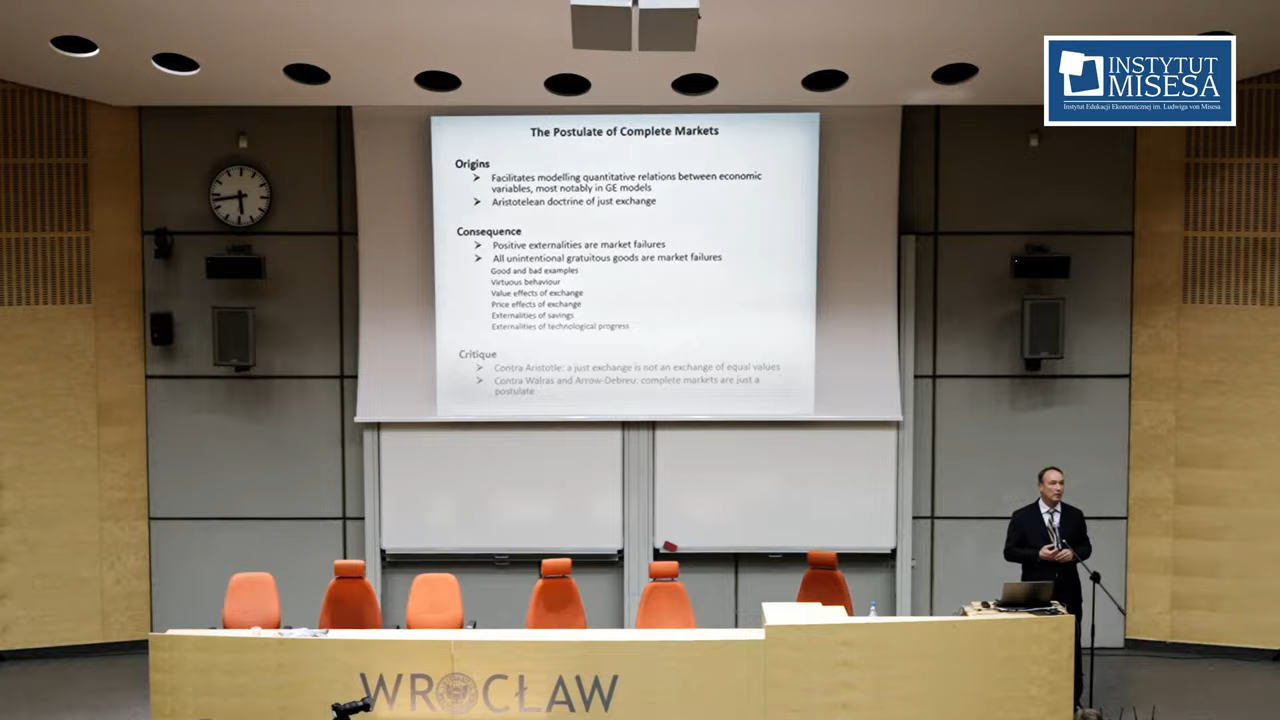 INSTYTUT
MISESA
Instytut Edukacji Ekonomicznej im. Ludwiga von Misesa
The Postulate of Complete Markets
Origins
Facilitates modelling quantitative relations between economic
variables, most notably in GE models
Aristotelean doctrine of just exchange
Consequence
Positive externalities are market failures
All unintentional gratuitous goods are market failures
Good and bad examples
Virtuous behaviour
Value effects of exchange
Price effects of exchange
Externalities of savings
Externalities of technological progress
Critique
Contra Aristotle: a just exchange is not an exchange of equal values
Contra Walras and Arrow-Debreu: complete markets are just a
postulate
WROCŁAW